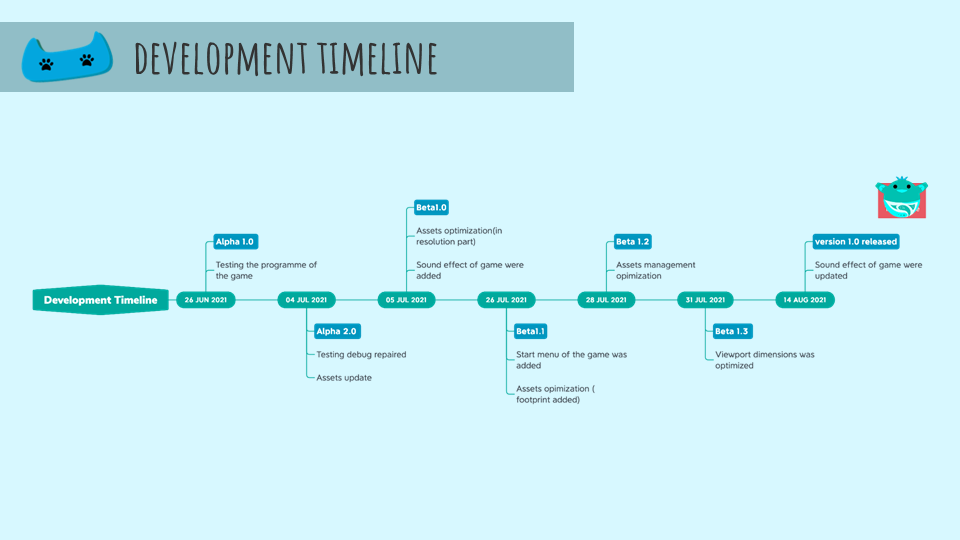 DEVELOPMENT TIMELINE
Development Timeline
26 JUN 2021
Alpha 1.0
Testing the programme of
the game
04 JUL 2021
Alpha 2.0
Testing debug repaired
Assets update
05 JUL 2021
Beta1.0
Assets optimization(in
resolution part)
Sound effect of game were
added
26 JUL 2021
Beta1.1
Start menu of the game was
added
Assets opimization (
footprint added)
28 JUL 2021
Beta 1.2
Assets management
opimization
31 JUL 2021
Beta 1.3
Viewport dimensions was
optimized
14 AUG 2021
version 1.0 released
Sound effect of game were
updated